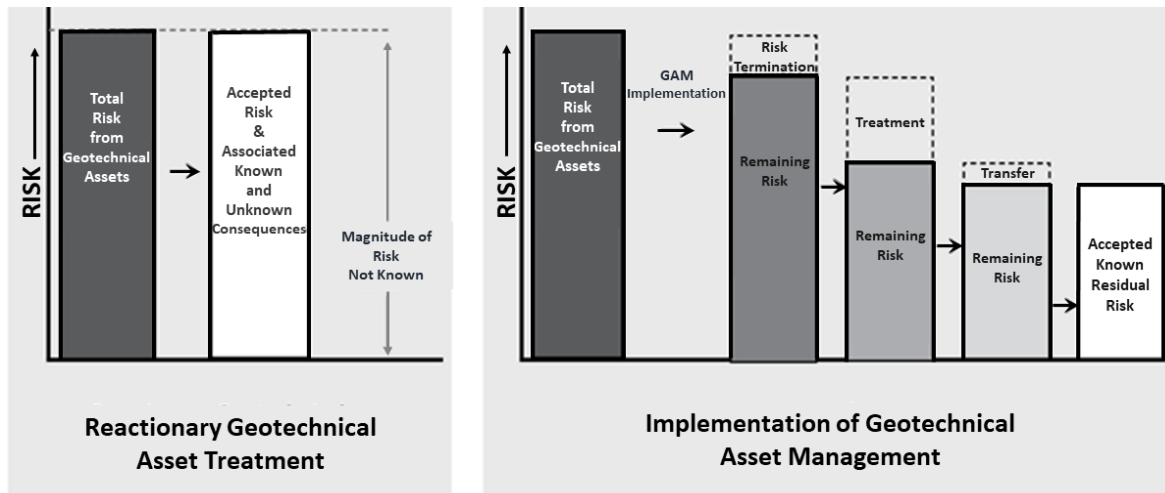 RISK
Total
Risk
from
Geotechnical
Assets
Accepted
Risk
&
Associated
Known
and
Unknown
Consequences
Magnitude of
Risk
Not Known
Reactionary Geotechnical
Asset Treatment
RISK
Total
Risk
from
Geotechnical
Assets
GAM
Implementation
Risk
Termination
Remaining
Risk
Treatment
Remaining
Risk
Transfer
Remaining
Risk
Accepted
Known
Residual
Risk
Implementation of Geotechnical
Asset Management